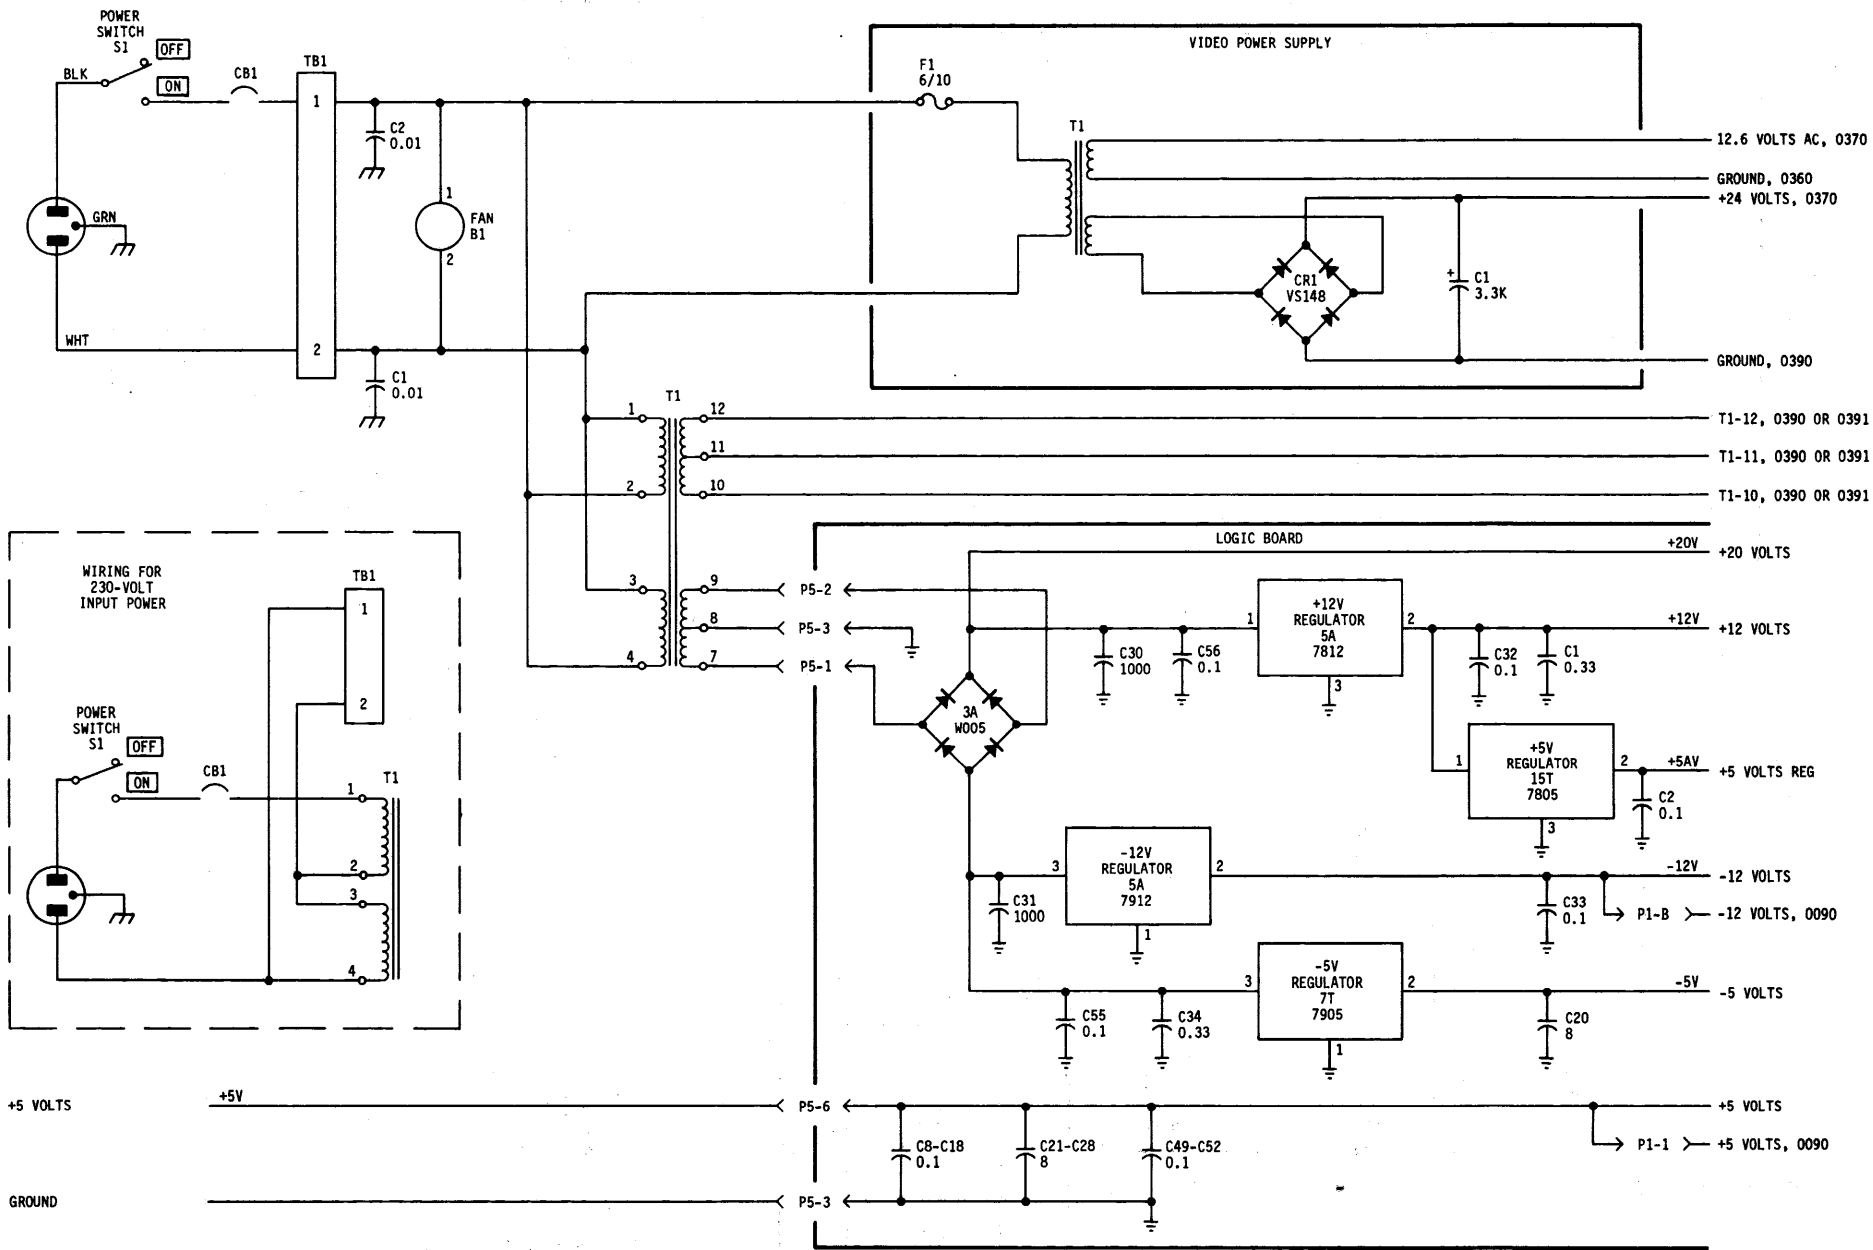 POWER
SWITCH
S1
OFF
ON
BLK
CB1
TB1
1
C2
0.01
1
FAN
B1
2
GRN
WHT
2
C1
0.01
VIDEO POWER SUPPLY
F1
6/10
T1
12.6 VOLTS AC, 0370
GROUND, 0360
+24 VOLTS, 0370
CR1
VS148
+
C1
3.3K
GROUND, 0390
T1
1
12
T1-12, 0390 OR 0391
11
T1-11, 0390 OR 0391
2
10
T1-10, 0390 OR 0391
3
9
P5-2
8
P5-3
4
7
P5-1
LOGIC BOARD
+20V
+20 VOLTS
3A
W005
C30
1000
C56
0.1
1
+12V
REGULATOR
5A
7812
2
3
C32
0.1
C1
0.33
+12V
+12 VOLTS
1
+5V
REGULATOR
15T
7805
2
3
+5AV
+5 VOLTS REG
C2
0.1
C31
1000
3
-12V
REGULATOR
5A
7912
2
1
-12V
-12 VOLTS
C33
0.1
P1-B
-12 VOLTS, 0090
C55
0.1
C34
0.33
3
-5V
REGULATOR
7T
7905
2
1
-5V
-5 VOLTS
C20
8
WIRING FOR
230-VOLT
INPUT POWER
TB1
1
2
POWER
SWITCH
S1
OFF
ON
CB1
T1
1
2
3
4
+5 VOLTS
+5V
P5-6
+5 VOLTS
C8-C18
0.1
C21-C28
8
C49-C52
0.1
P1-1
+5 VOLTS, 0090
GROUND
P5-3